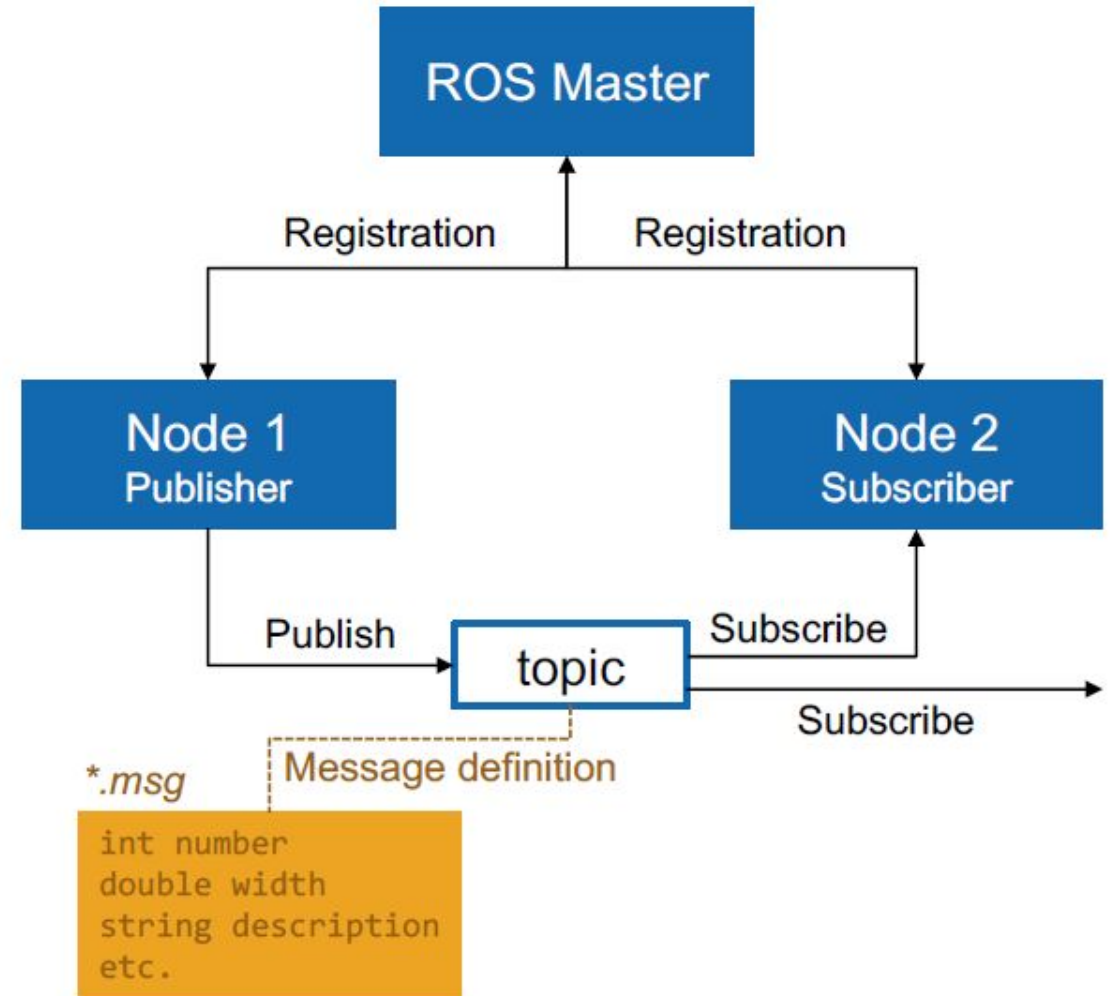 ROS Master
Registration
Registration
Node 1
Publisher
Node 2
Subscriber
Publish
topic
Subscribe
Subscribe
Message definition
*.msg
int number
double width
string description
etc.